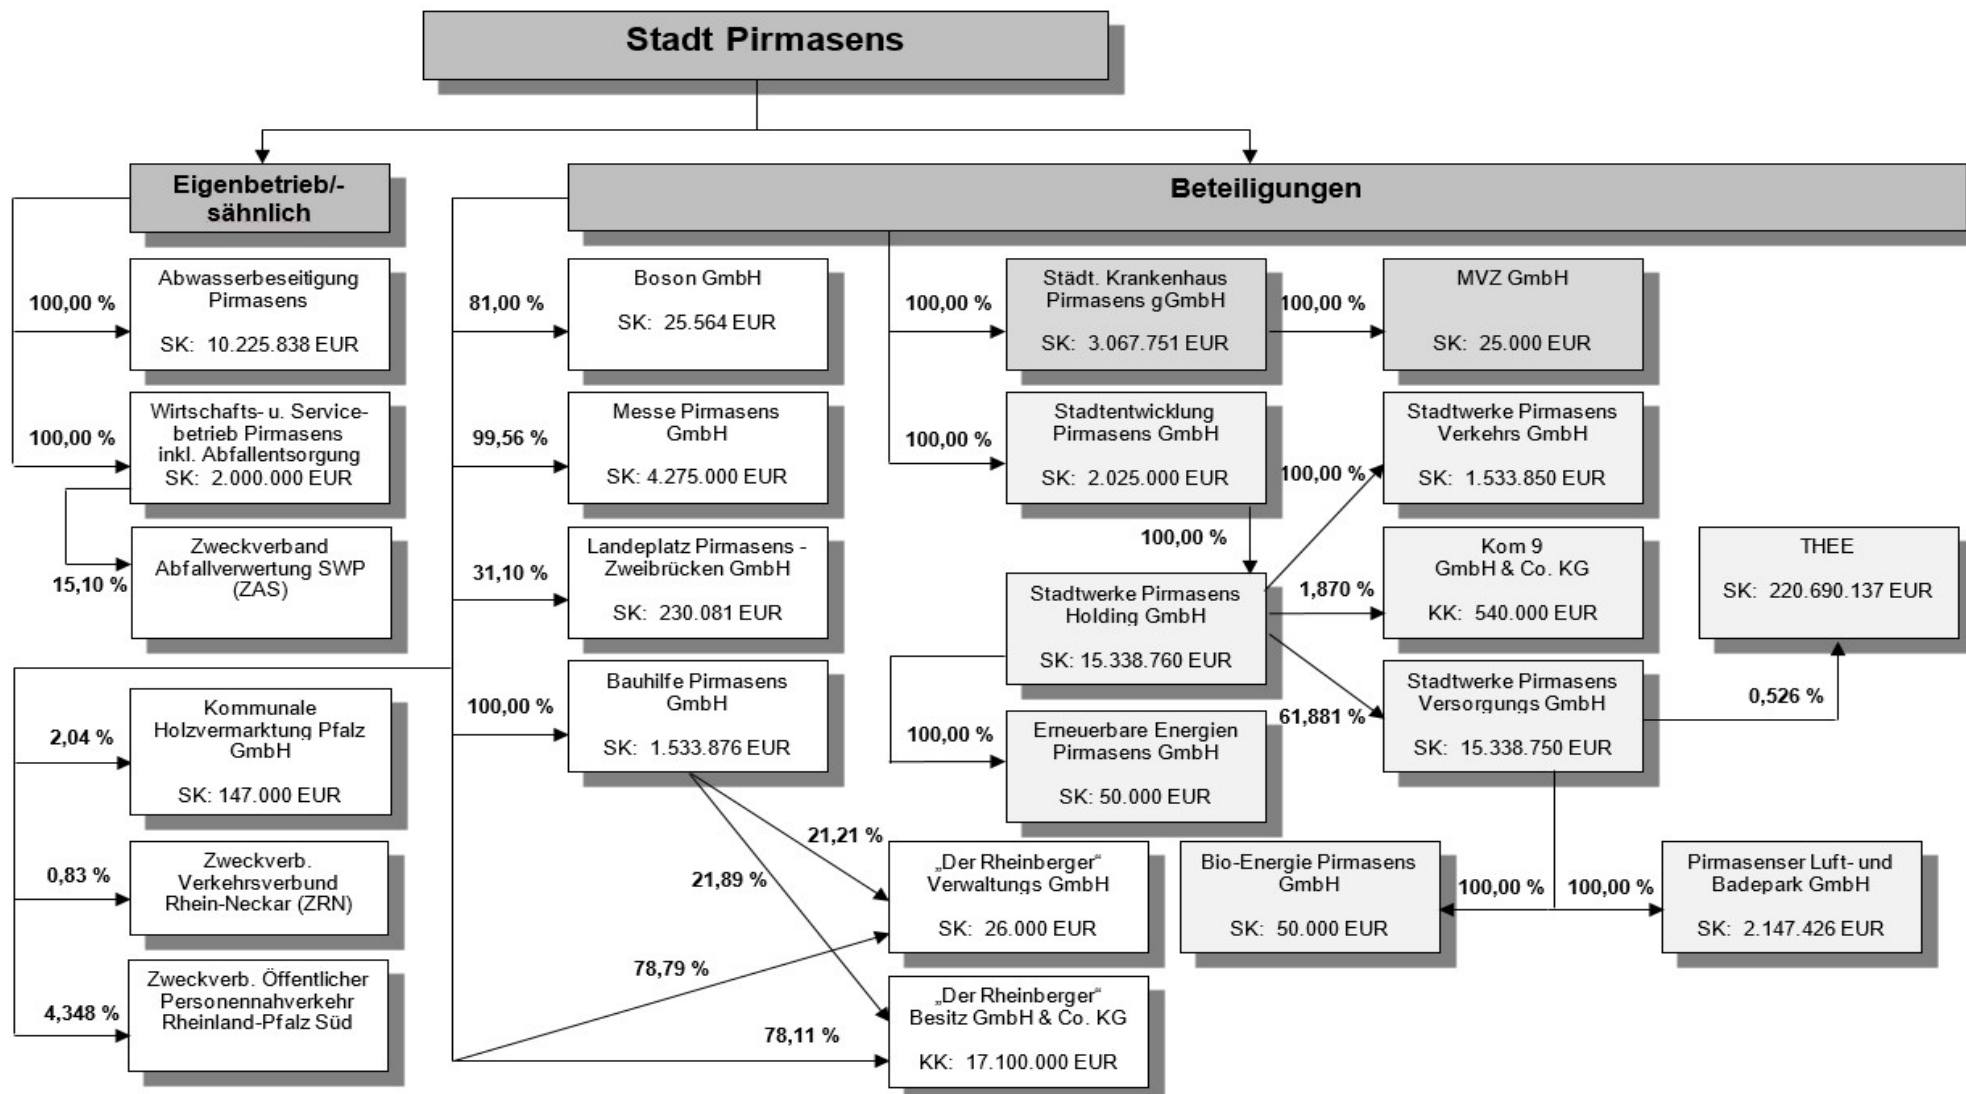 Stadt Pirmasens
Eigenbetrieb/-
sähnlich
Beteiligungen
100,00 %
Abwasserbeseitigung
Pirmasens
SK: 10.225.838 EUR
100,00 %
Wirtschafts- u. Service-
betrieb Pirmasens
inkl. Abfallentsorgung
SK: 2.000.000 EUR
15,10 %
Zweckverband
Abfallverwertung SWP
(ZAS)
2,04 %
Kommunale
Holzvermarktung Pfalz
GmbH
SK: 147.000 EUR
0,83 %
Zweckverb.
Verkehrsverbund
Rhein-Neckar (ZRN)
4,348 %
Zweckverb. Öffentlicher
Personennahverkehr
Rheinland-Pfalz Süd
81,00 %
Boson GmbH
SK: 25.564 EUR
99,56 %
Messe Pirmasens
GmbH
SK: 4.275.000 EUR
31,10 %
Landeplatz Pirmasens -
Zweibrücken GmbH
SK: 230.081 EUR
100,00 %
Bauhilfe Pirmasens
GmbH
SK: 1.533.876 EUR
21,21 %
21,89 %
78,79 %
78,11 %
„Der Rheinberger“
Verwaltungs GmbH
SK: 26.000 EUR
„Der Rheinberger“
Besitz GmbH & Co. KG
KK: 17.100.000 EUR
100,00 %
Städt. Krankenhaus
Pirmasens gGmbH
SK: 3.067.751 EUR
100,00 %
MVZ GmbH
SK: 25.000 EUR
100,00 %
Stadtentwicklung
Pirmasens GmbH
SK: 2.025.000 EUR
100,00 %
Stadtwerke Pirmasens
Holding GmbH
SK: 15.338.760 EUR
100,00 %
Stadtwerke Pirmasens
Verkehrs GmbH
SK: 1.533.850 EUR
1,870 %
Kom 9
GmbH & Co. KG
KK: 540.000 EUR
61,881 %
Stadtwerke Pirmasens
Versorgungs GmbH
SK: 15.338.750 EUR
0,526 %
THEE
SK: 220.690.137 EUR
100,00 %
Erneuerbare Energien
Pirmasens GmbH
SK: 50.000 EUR
Bio-Energie Pirmasens
GmbH
SK: 50.000 EUR
100,00 %
100,00 %
Pirmasenser Luft- und
Badepark GmbH
SK: 2.147.426 EUR